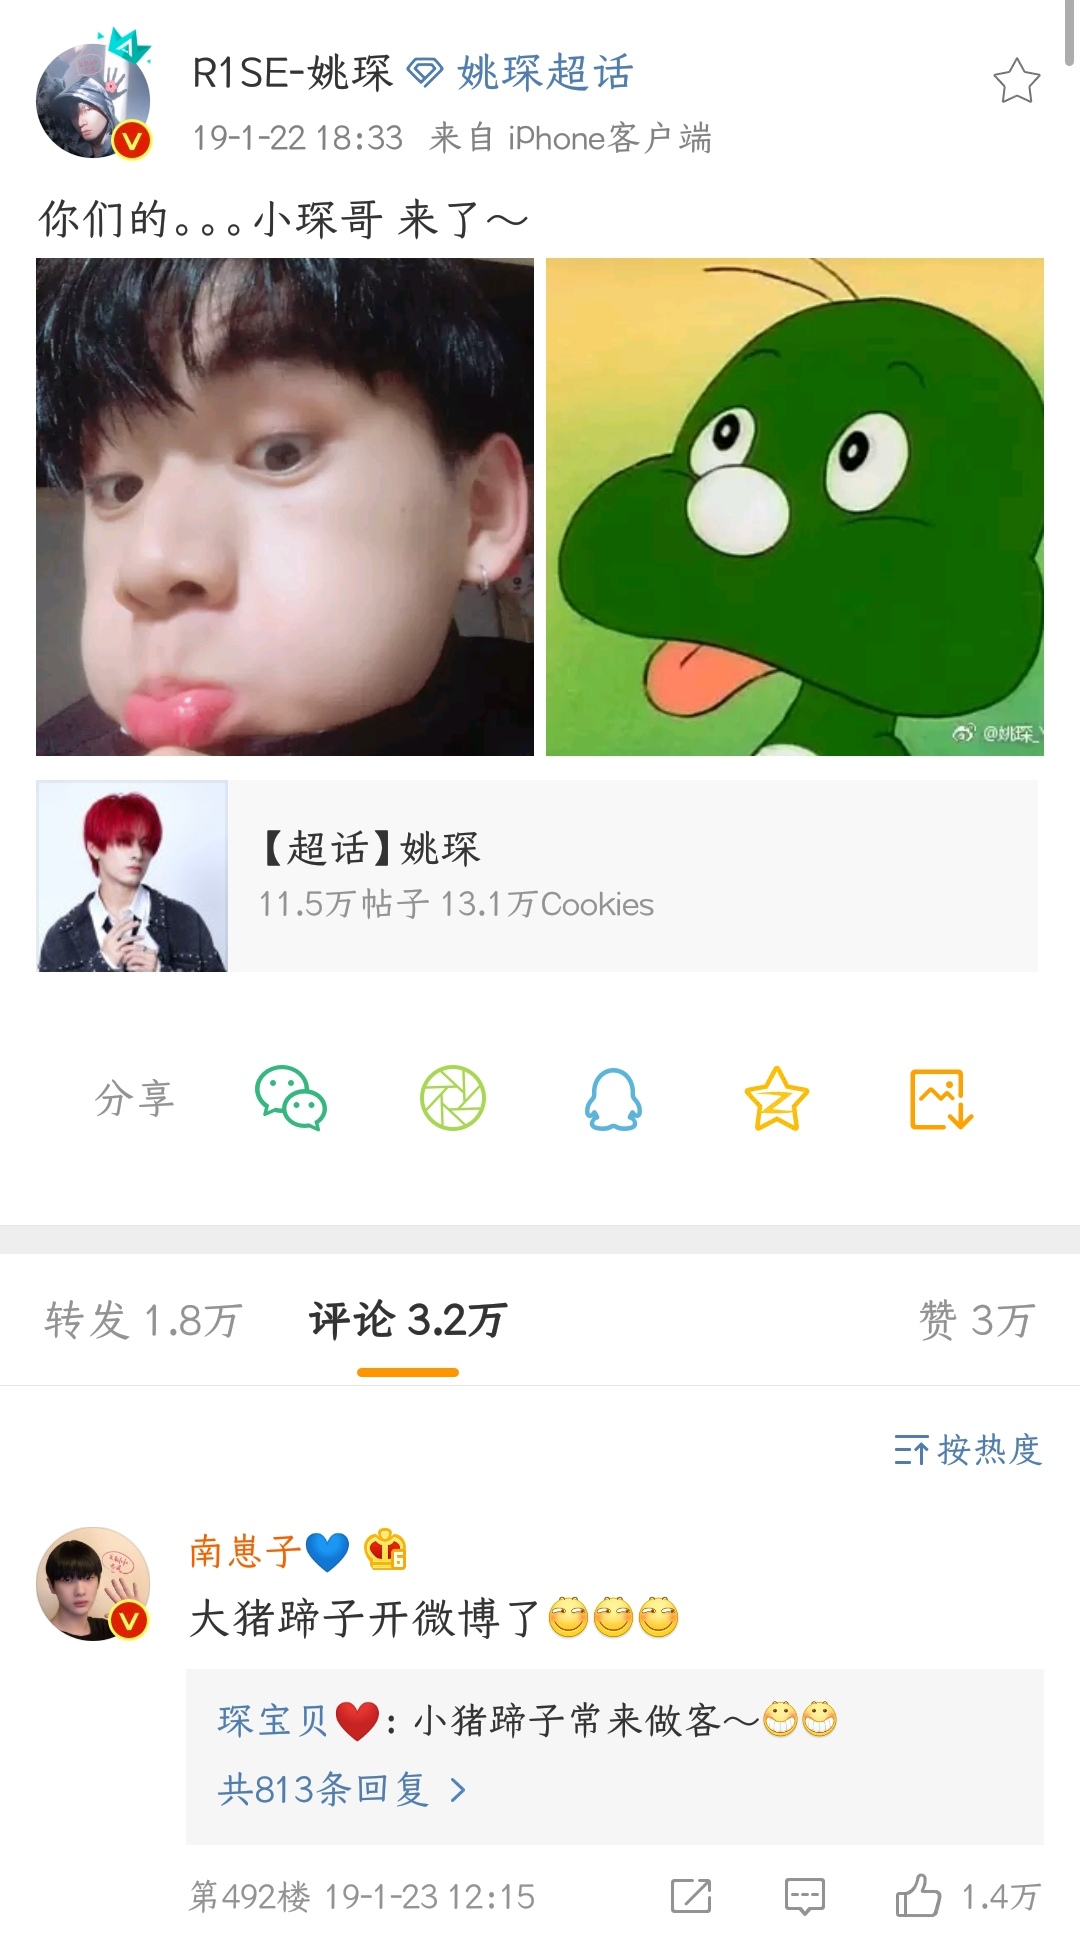 R1SE-姚琛 姚琛超话
19-1-22 18:33 来自 iPhone客户端
你们的。。。小琛哥 来了～
@姚琛_
【超话】姚琛
11.5万帖子 13.1万Cookies
分享
转发 1.8万 评论 3.2万 赞 3万
按热度
南崽子💙 6
大猪蹄子开微博了
琛宝贝❤️: 小猪蹄子常来做客～
共813条回复 >
第492楼 19-1-23 12:15 1.4万